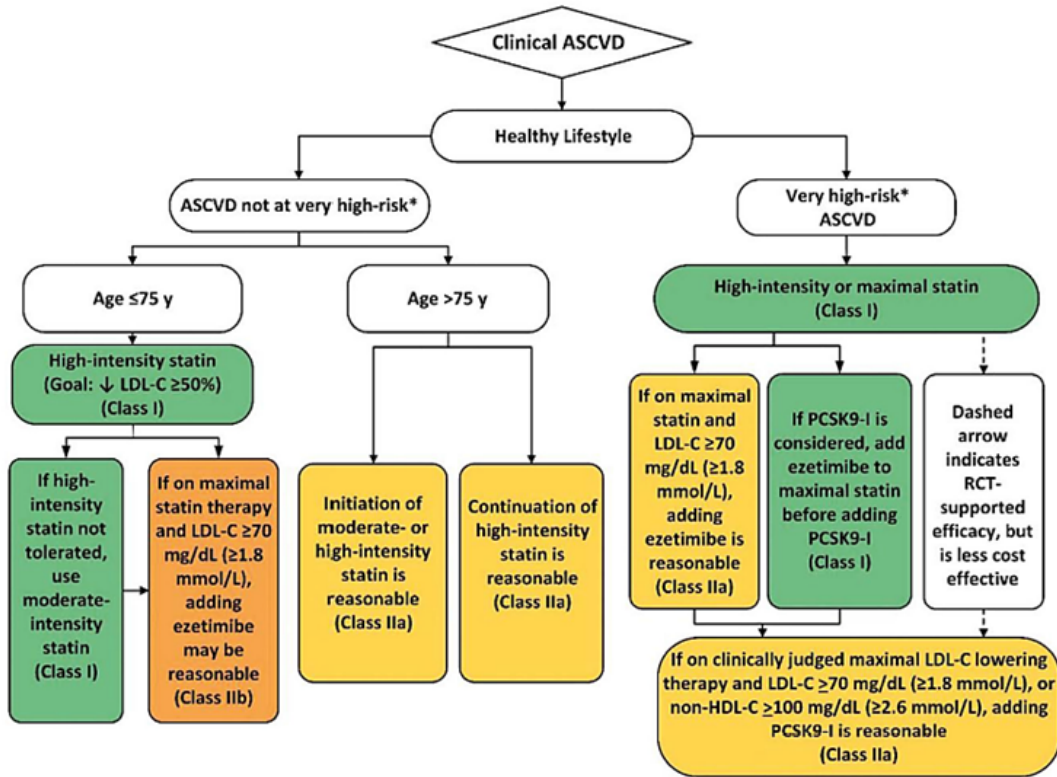 Clinical ASCVD
Healthy Lifestyle
ASCVD not at very high-risk*
Very high-risk*
ASCVD
Age ≤75 y
Age >75 y
High-intensity or maximal statin
(Class I)
High-intensity statin
(Goal: ↓ LDL-C ≥50%)
(Class I)
If high-
intensity
statin not
tolerated,
use
moderate-
intensity
statin
(Class I)
If on maximal
statin therapy
and LDL-C ≥70
mg/dL (≥1.8
mmol/L),
adding
ezetimibe
may be
reasonable
(Class IIb)
Initiation of
moderate- or
high-intensity
statin is
reasonable
(Class IIa)
Continuation of
high-intensity
statin is
reasonable
(Class IIa)
If on maximal
statin and
LDL-C ≥70
mg/dL (≥1.8
mmol/L),
adding
ezetimibe is
reasonable
(Class IIa)
If PCSK9-I is
considered, add
ezetimibe to
maximal statin
before adding
PCSK9-I
(Class I)
Dashed
arrow
indicates
RCT-
supported
efficacy, but
is less cost
effective
If on clinically judged maximal LDL-C lowering
therapy and LDL-C ≥70 mg/dL (≥1.8 mmol/L), or
non-HDL-C ≥100 mg/dL (≥2.6 mmol/L), adding
PCSK9-I is reasonable
(Class IIa)